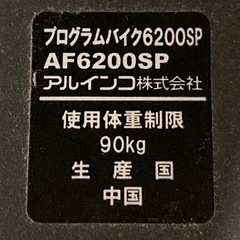 プログラムバイク6200SP
AF6200SP
アルインコ株式会社
使用体重制限
90kg
生産国
中国